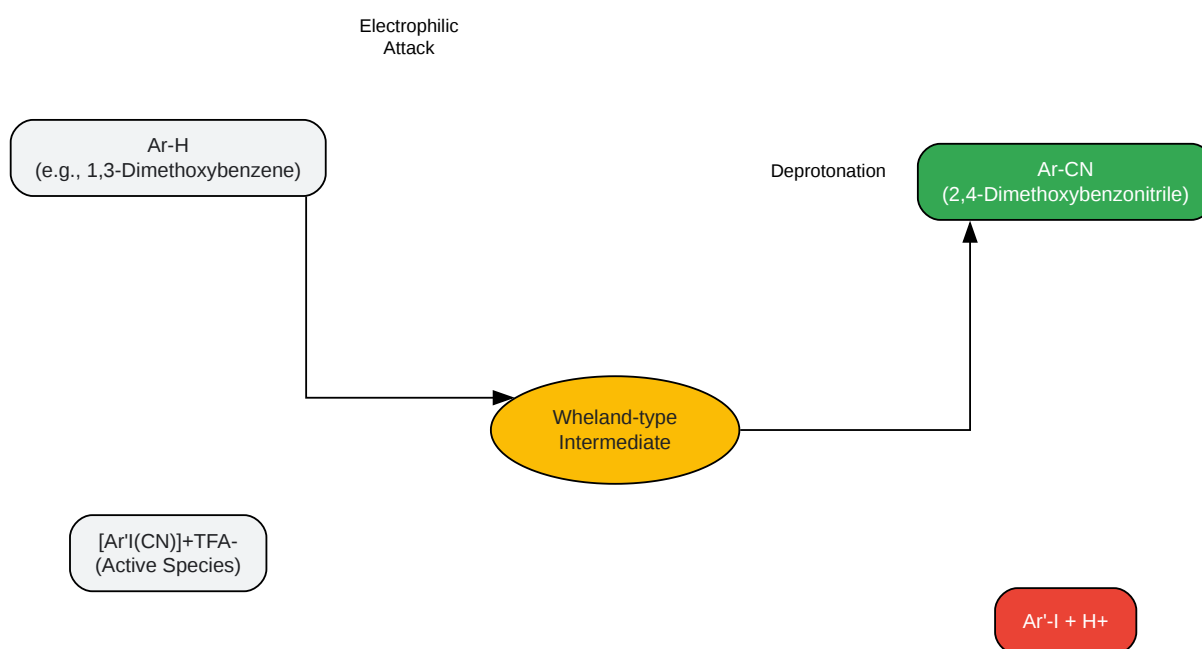 Electrophilic
Attack
Ar-H
(e.g., 1,3-Dimethoxybenzene)
Deprotonation
Ar-CN
(2,4-Dimethoxybenzonitrile)
Wheland-type
Intermediate
[Ar'I(CN)]+TFA-
(Active Species)
Ar'-I + H+